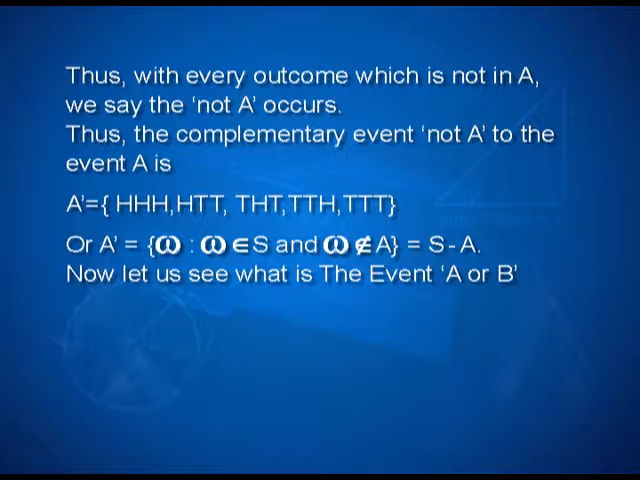 Thus, with every outcome which is not in A,
we say the ‘not A’ occurs.
Thus, the complementary event ‘not A’ to the
event A is
A’={ HHH,HTT, THT,TTH,TTT}
Or A’ = {ω : ω ∈ S and ω ∉ A} = S - A.
Now let us see what is The Event ‘A or B’